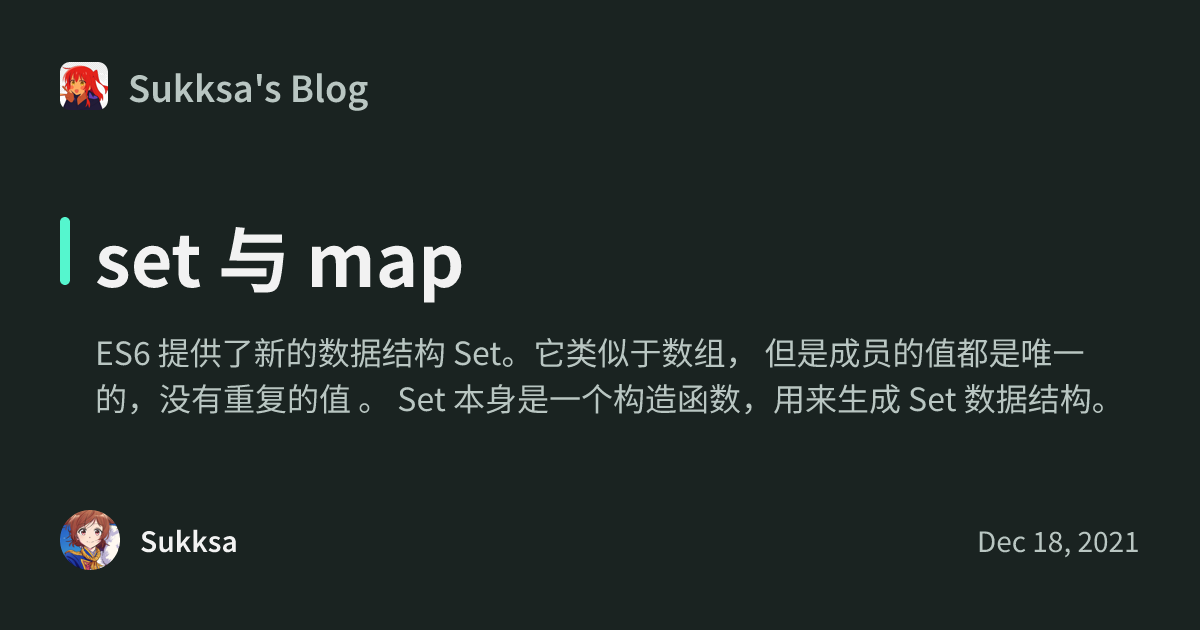 Sukksa's Blog
set 与 map
ES6 提供了新的数据结构 Set。它类似于数组， 但是成员的值都是唯一
的，没有重复的值 。 Set 本身是一个构造函数，用来生成 Set 数据结构。
Sukksa
Dec 18, 2021